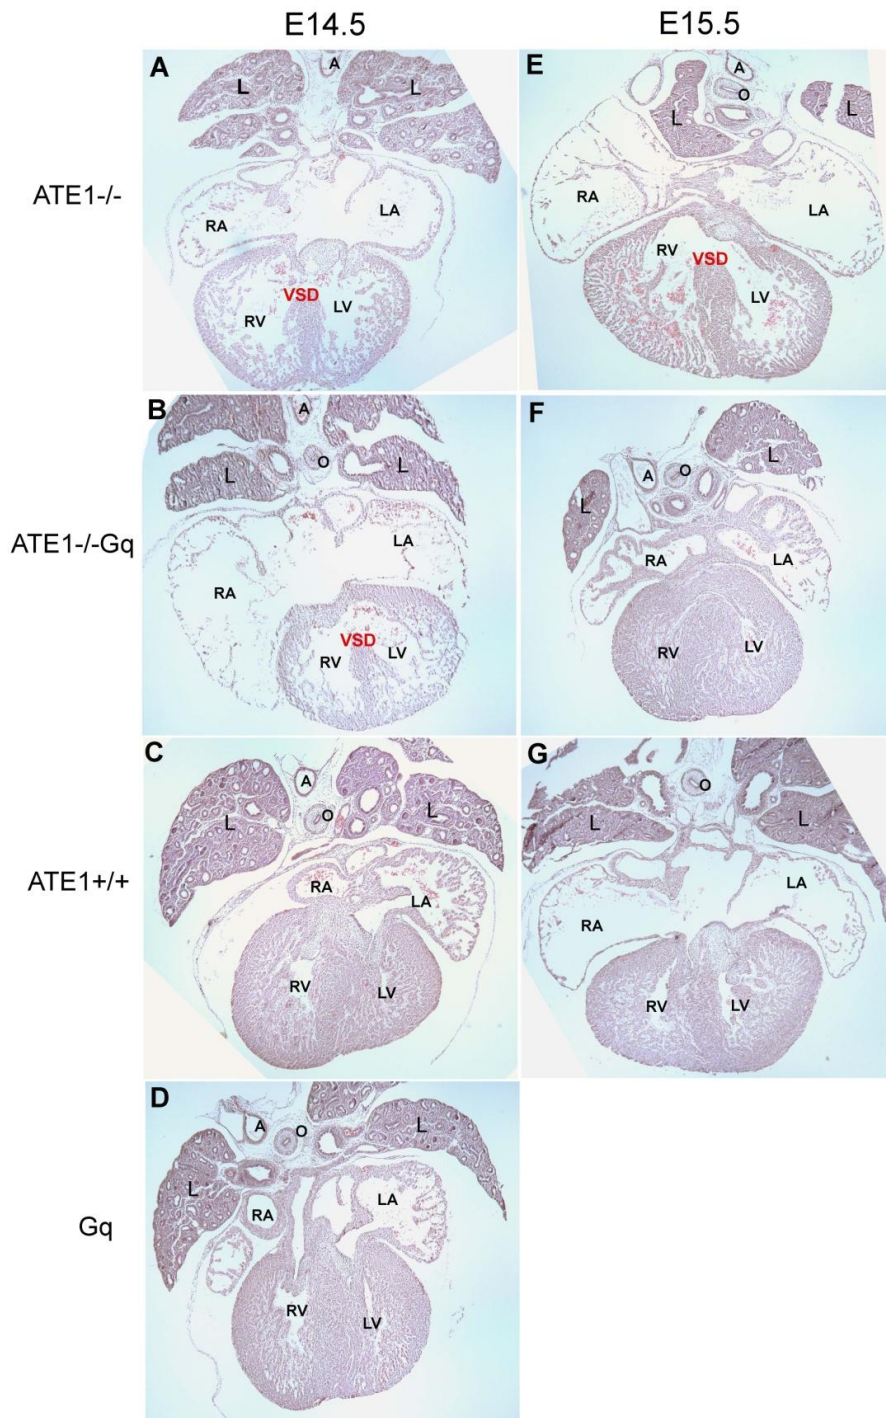 E14.5
E15.5
ATE1-/-
A
A
L
L
RA
LA
VSD
RV
LV
E
A
O
L
L
RA
LA
RV
VSD
LV
ATE1-/-Gq
B
A
L
O
L
LA
RA
VSD
RV
LV
F
A
O
L
L
RA
LA
RV
LV
ATE1+/+
C
A
O
L
L
RA
LA
RV
LV
G
O
L
L
LA
RA
RV
LV
Gq
D
A
O
L
L
LA
RA
RV
LV